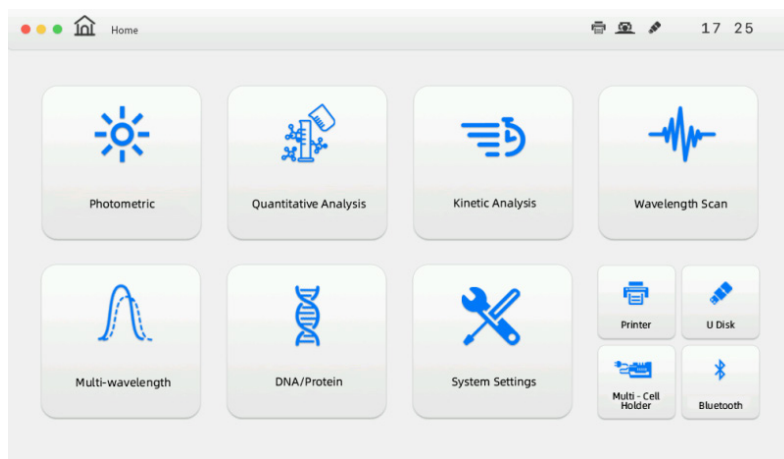 Home
17 25
Photometric
Quantitative Analysis
Kinetic Analysis
Wavelength Scan
Multi-wavelength
DNA/Protein
System Settings
Printer
U Disk
Multi - Cell
Holder
Bluetooth